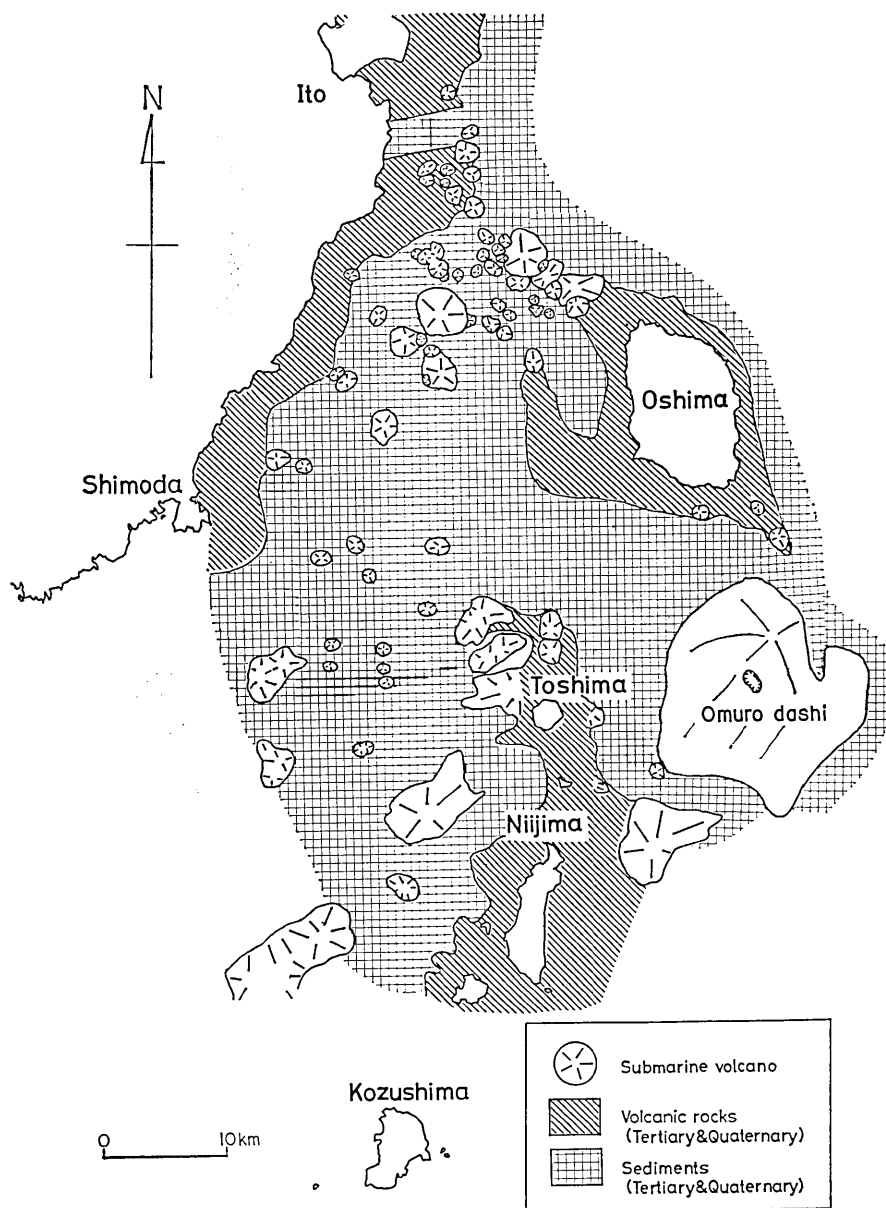 Ito
N
Oshima
Shimoda
Toshima
Omuro dashi
Niijima
Kozushima
0 10km
Submarine volcano
Volcanic rocks
(Tertiary&Quaternary)
Sediments
(Tertiary&Quaternary)